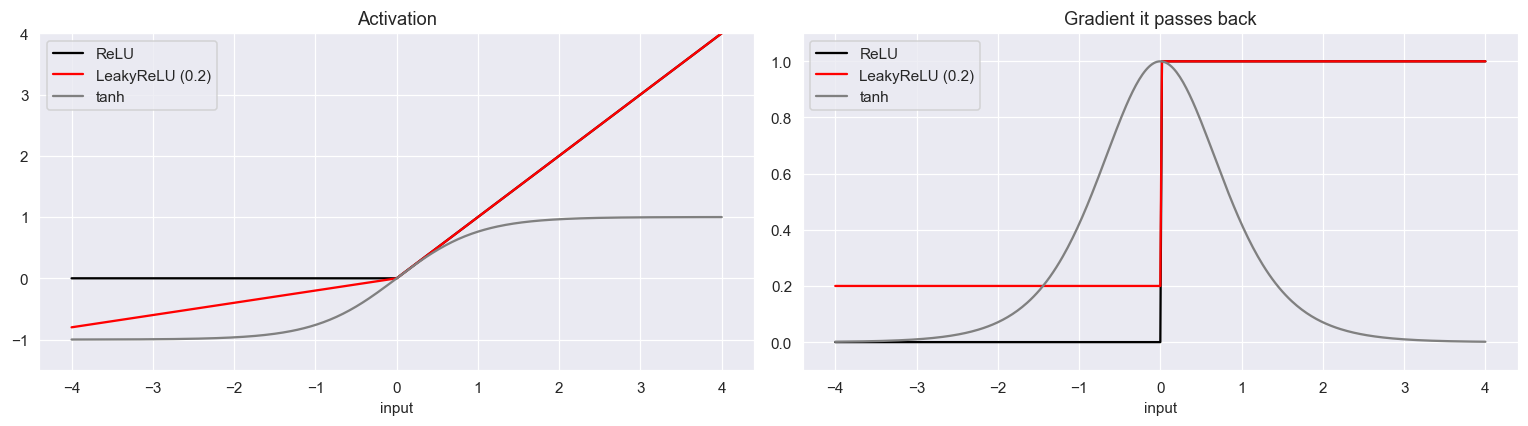 Activation
ReLU
LeakyReLU (0.2)
tanh
4
3
2
1
0
−1
−4 −3 −2 −1 0 1 2 3 4
input
Gradient it passes back
ReLU
LeakyReLU (0.2)
tanh
1.0
0.8
0.6
0.4
0.2
0.0
−4 −3 −2 −1 0 1 2 3 4
input